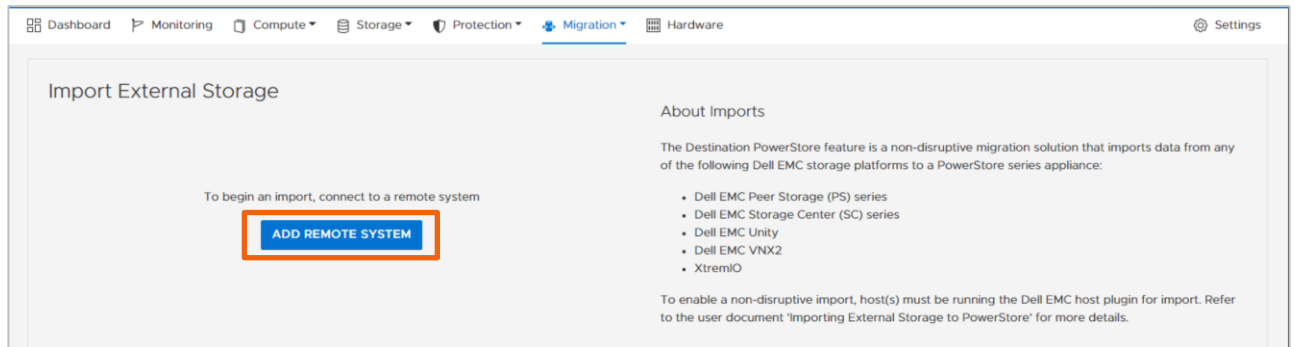 Dashboard Monitoring Compute Storage Protection Migration Hardware Settings
Import External Storage
About Imports
The Destination PowerStore feature is a non-disruptive migration solution that imports data from any
of the following Dell EMC storage platforms to a PowerStore series appliance:
To begin an import, connect to a remote system
ADD REMOTE SYSTEM
• Dell EMC Peer Storage (PS) series
• Dell EMC Storage Center (SC) series
• Dell EMC Unity
• Dell EMC VNX2
• XtremIO
To enable a non-disruptive import, host(s) must be running the Dell EMC host plugin for import. Refer
to the user document 'Importing External Storage to PowerStore' for more details.